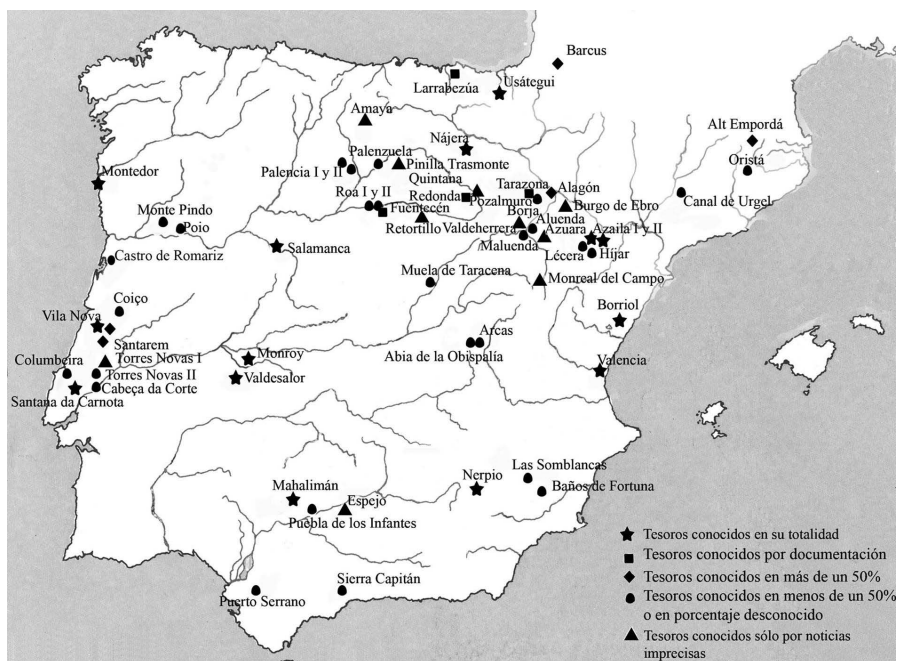 Barcus
Larrabezúa
Usátegui
Amaya
Alt Empordá
Nájera
Oristá
Palenzuela
Palencia I y II
Pinilla Trasmonte
Montedor
Quintana
Redonda
Tarazona
Alagón
Pozalmuro
Burgo de Ebro
Canal de Urgel
Roa I y II
Fuentecén
Retortillo
Borja
Aluenda
Valdeherrera
Azuara
Azaila I y II
Maluenda
Lécera
Híjar
Monte Pindo
Poio
Salamanca
Castro de Romariz
Muela de Taracena
Monreal del Campo
Coiço
Borriol
Vila Nova
Santarem
Arcas
Abia de la Obispalía
Monroy
Columbeira
Torres Novas I
Torres Novas II
Valdesalor
Valencia
Cabeça da Corte
Santana da Carnota
Las Somblancas
Nerpio
Baños de Fortuna
Mahalimán
Espejo
Puebla de los Infantes
Sierra Capitán
Puerto Serrano
Tesoros conocidos en su totalidad
Tesoros conocidos por documentación
Tesoros conocidos en más de un 50%
Tesoros conocidos en menos de un 50%
o en porcentaje desconocido
Tesoros conocidos sólo por noticias
imprecisas